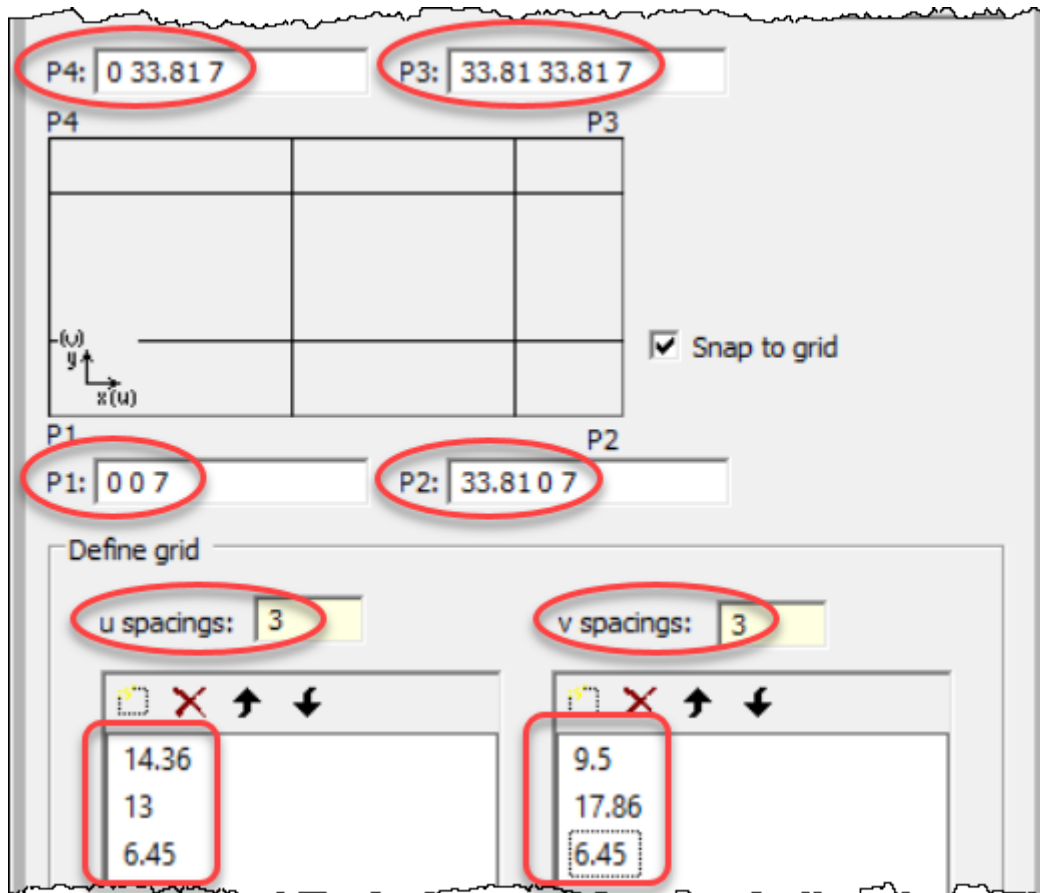 P4: 0 33.81 7 P3: 33.81 33.81 7
P4 P3
(v)
y
x(u)
Snap to grid
P1 P2
P1: 0 0 7 P2: 33.81 0 7
Define grid
u spacings: 3 v spacings: 3
14.36 9.5
13 17.86
6.45 6.45